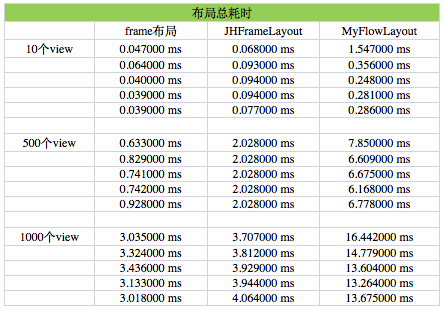 布局总耗时
frame布局 JHFrameLayout MyFlowLayout
10个view 0.047000 ms 0.068000 ms 1.547000 ms
0.064000 ms 0.093000 ms 0.356000 ms
0.040000 ms 0.094000 ms 0.248000 ms
0.039000 ms 0.094000 ms 0.281000 ms
0.039000 ms 0.077000 ms 0.286000 ms
500个view 0.633000 ms 2.028000 ms 7.850000 ms
0.829000 ms 2.028000 ms 6.609000 ms
0.741000 ms 2.028000 ms 6.675000 ms
0.742000 ms 2.028000 ms 6.168000 ms
0.928000 ms 2.028000 ms 6.778000 ms
1000个view 3.035000 ms 3.707000 ms 16.442000 ms
3.324000 ms 3.812000 ms 14.779000 ms
3.436000 ms 3.929000 ms 13.604000 ms
3.133000 ms 3.944000 ms 13.264000 ms
3.018000 ms 4.064000 ms 13.675000 ms